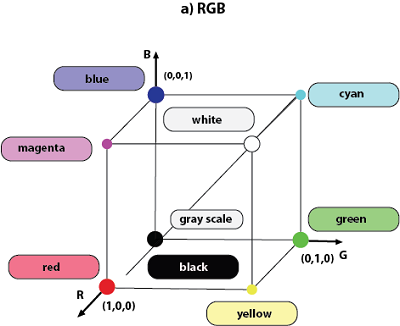 a) RGB
B
blue
(0,0,1)
cyan
white
magenta
gray scale
green
red
black
(0,1,0)
G
R
(1,0,0)
yellow